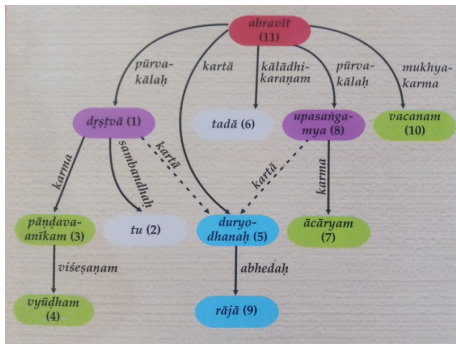 abravīt
(11)
pūrva-
kālaḥ
kartā
kālādhi-
karaṇam
pūrva-
kālaḥ
mukhya-
karma
dṛṣṭvā (1)
tadā (6)
upasaṅga-
mya (8)
vacanam
(10)
karma
sambandhaḥ
kartā
kartā
karma
pāṇḍava-
anīkam (3)
tu (2)
duryo-
dhanaḥ (5)
ācāryam
(7)
viśeṣaṇam
abhedaḥ
vyūḍham
(4)
rājā (9)